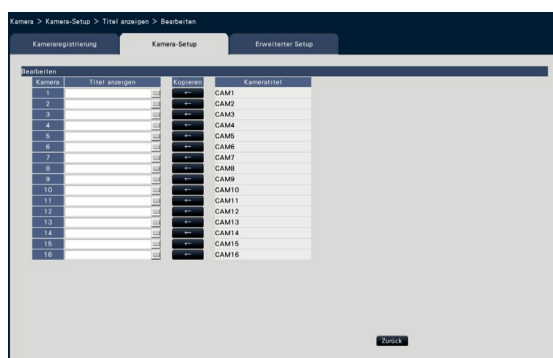 Kamera > Kamera-Setup > Titel anzeigen > Bearbeiten
Kameraregistrierung Kamera-Setup Erweiterter Setup
Bearbeiten
Kamera Titel anzeigen Kopieren Kameratitel
1 ← CAM1
2 ← CAM2
3 ← CAM3
4 ← CAM4
5 ← CAM5
6 ← CAM6
7 ← CAM7
8 ← CAM8
9 ← CAM9
10 ← CAM10
11 ← CAM11
12 ← CAM12
13 ← CAM13
14 ← CAM14
15 ← CAM15
16 ← CAM16
Zurück